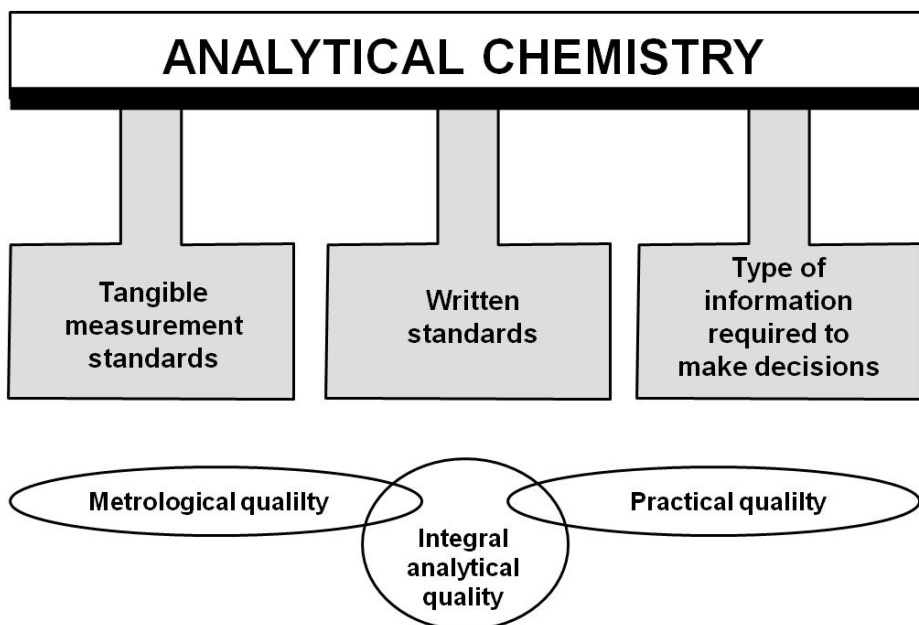 ANALYTICAL CHEMISTRY
Tangible
measurement
standards
Written
standards
Type of
information
required to
make decisions
Metrological qualilty
Integral
analytical
quality
Practical qualilty